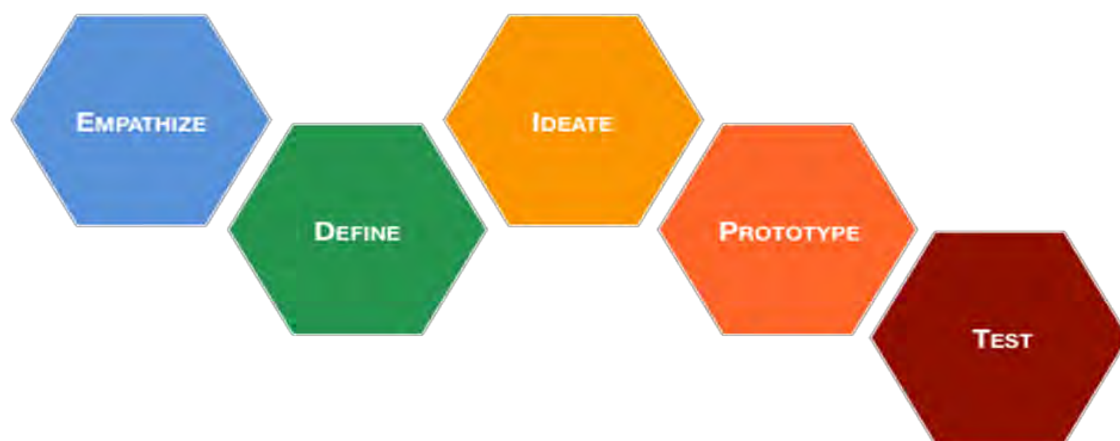 EMPATHIZE
DEFINE
IDEATE
PROTOTYPE
TEST